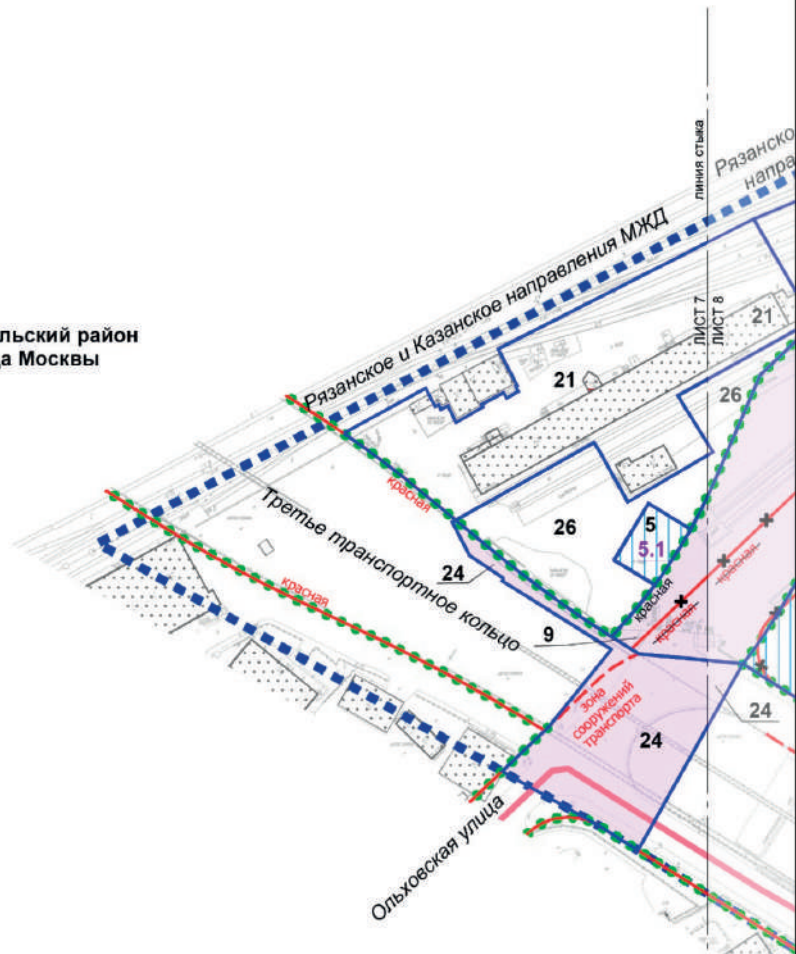 линия стыка
Рязанско
напра
Рязанское и Казанское направления МЖД
льский район
да Москвы
ЛИСТ 7
ЛИСТ 8
21
21
26
красная
Третье транспортное кольцо
26
5
5.1
24
красная
красная
красная
красная
9
зона
сооружений
транспорта
24
24
Ольховская улица